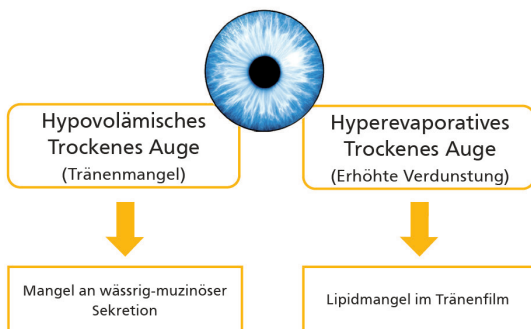 Hypovolämisches
Trockenes Auge
(Tränenmangel)
Hyperevaporatives
Trockenes Auge
(Erhöhte Verdunstung)
Mangel an wässrig-muzinöser
Sekretion
Lipidmangel im Tränenfilm